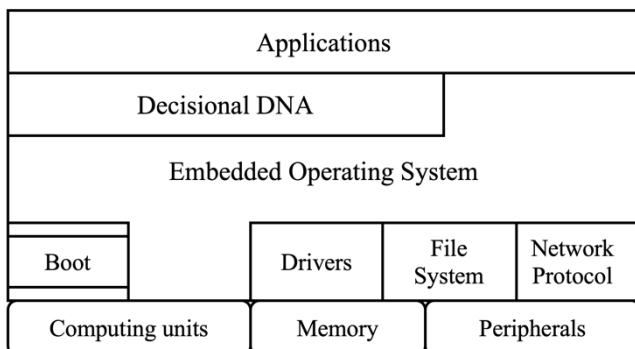 Applications
Decisional DNA
Embedded Operating System
Boot
Drivers
File
System
Network
Protocol
Computing units
Memory
Peripherals